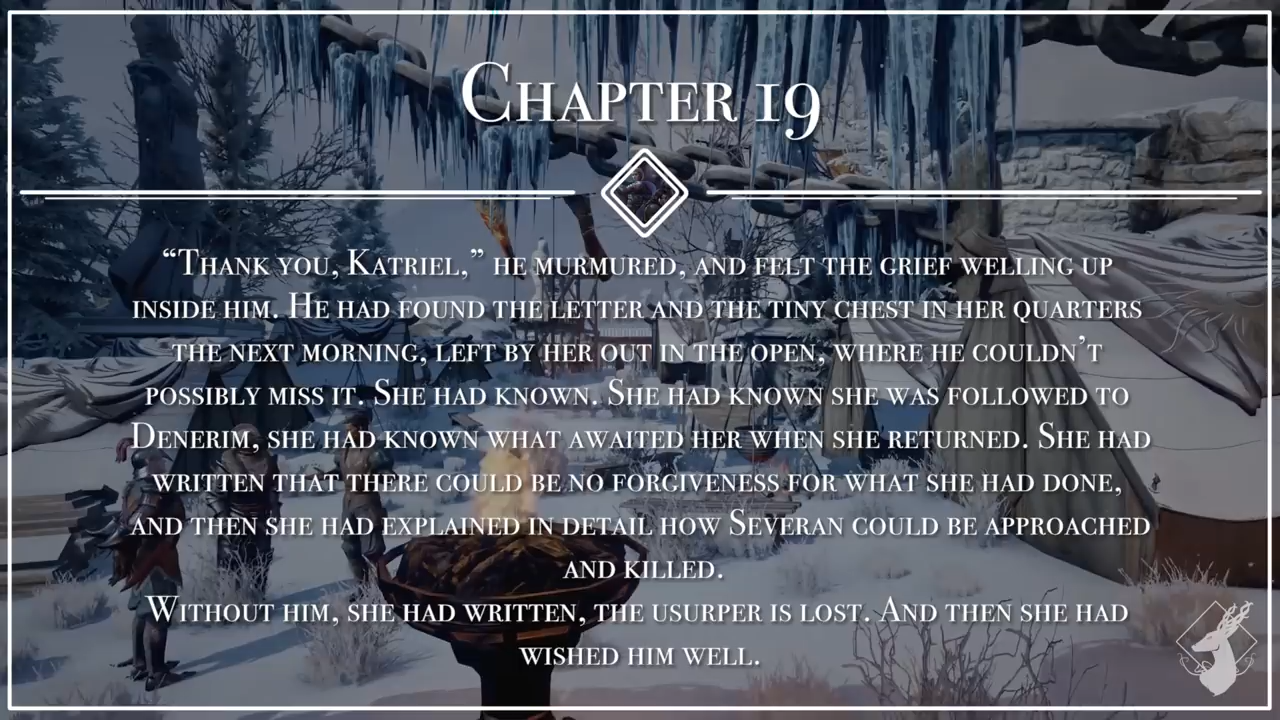 Chapter 19
“Thank you, Katriel,” he murmured, and felt the grief welling up
inside him. He had found the letter and the tiny chest in her quarters
the next morning, left by her out in the open, where he couldn’t
possibly miss it. She had known. She had known she was followed to
Denerim, she had known what awaited her when she returned. She had
written that there could be no forgiveness for what she had done,
and then she had explained in detail how Severan could be approached
and killed.
Without him, she had written, the usurper is lost. And then she had
wished him well.